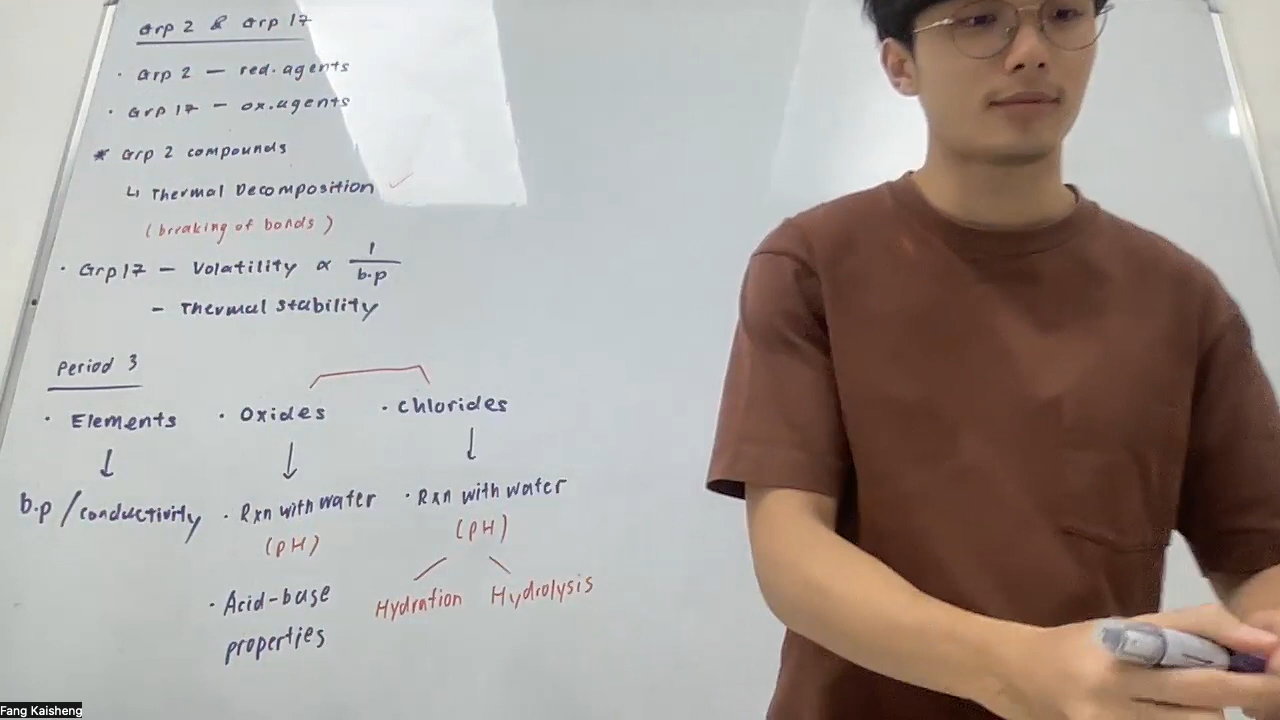 Grp 2 & Grp 17
· Grp 2 — red. agents
· Grp 17 — ox. agents
* Grp 2 compounds
↳ Thermal Decomposition ✓
(breaking of bonds)
· Grp 17 — Volatility ∝ 1/b.p
— Thermal stability
Period 3
· Elements · Oxides · Chlorides
↓ ↓ ↓
b.p / conductivity · Rxn with water · Rxn with water
(pH) (pH)
Hydration Hydrolysis
· Acid-base
properties
Fang Kaisheng